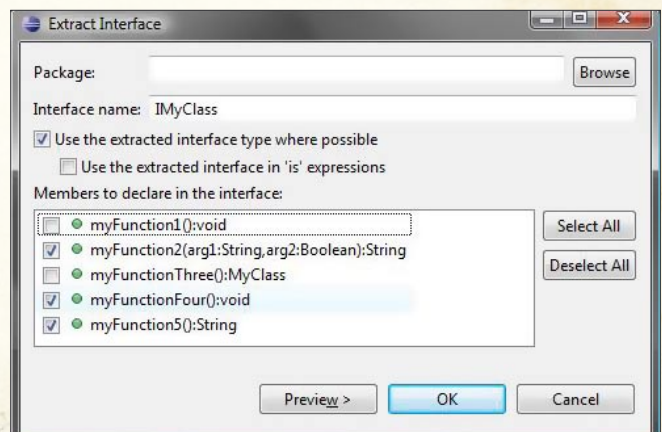 Extract Interface
Package:
Browse
Interface name: IMyClass
Use the extracted interface type where possible
Use the extracted interface in 'is' expressions
Members to declare in the interface:
myFunction1():void
myFunction2(arg1:String,arg2:Boolean):String
myFunctionThree():MyClass
myFunctionFour():void
myFunction5():String
Select All
Deselect All
Preview >
OK
Cancel